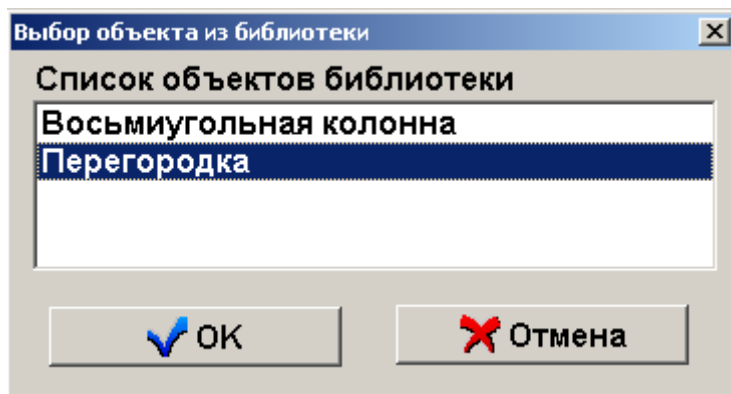 Выбор объекта из библиотеки
Список объектов библиотеки
Восьмиугольная колонна
Перегородка
OK
Отмена